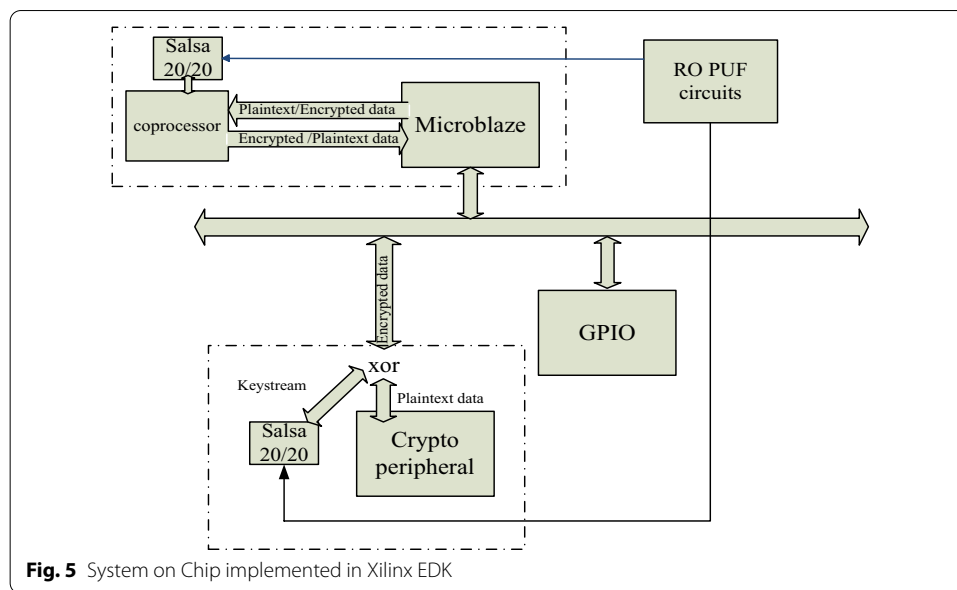 Salsa
20/20
RO PUF
circuits
coprocessor
Plaintext/Encrypted data
Encrypted /Plaintext data
Microblaze
Encrypted data
GPIO
xor
Keystream
Plaintext data
Salsa
20/20
Crypto
peripheral
Fig. 5 System on Chip implemented in Xilinx EDK